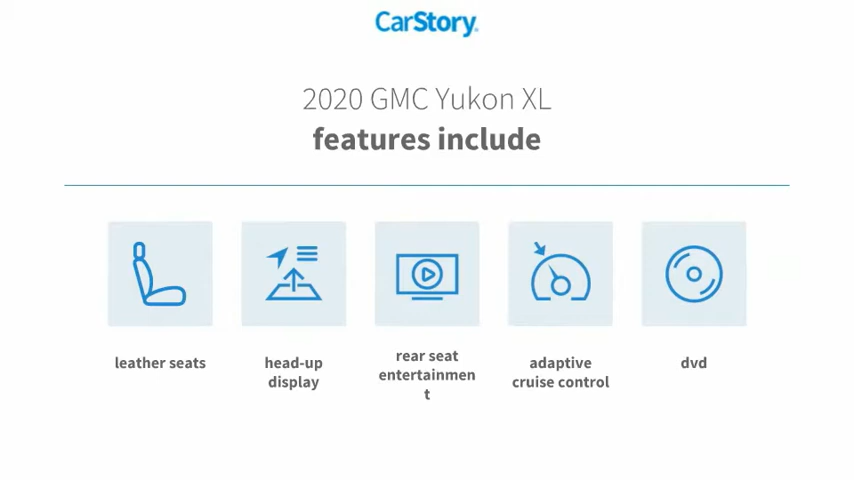 CarStory
2020 GMC Yukon XL
features include
leather seats
head-up
display
rear seat
entertainmen
t
adaptive
cruise control
dvd